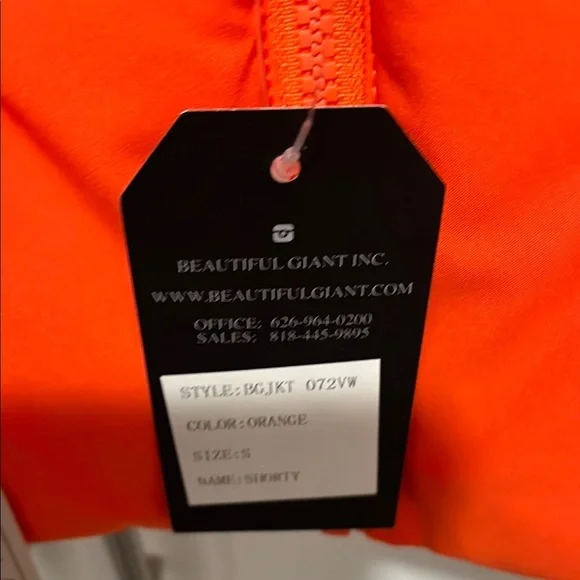 BEAUTIFUL GIANT INC.
WWW.BEAUTIFULGIANT.COM
OFFICE: 626-964-0200
SALES: 818-445-9895
STYLE:BGJKT 072VW
COLOR:ORANGE
SIZE:S
NAME:SHORTY